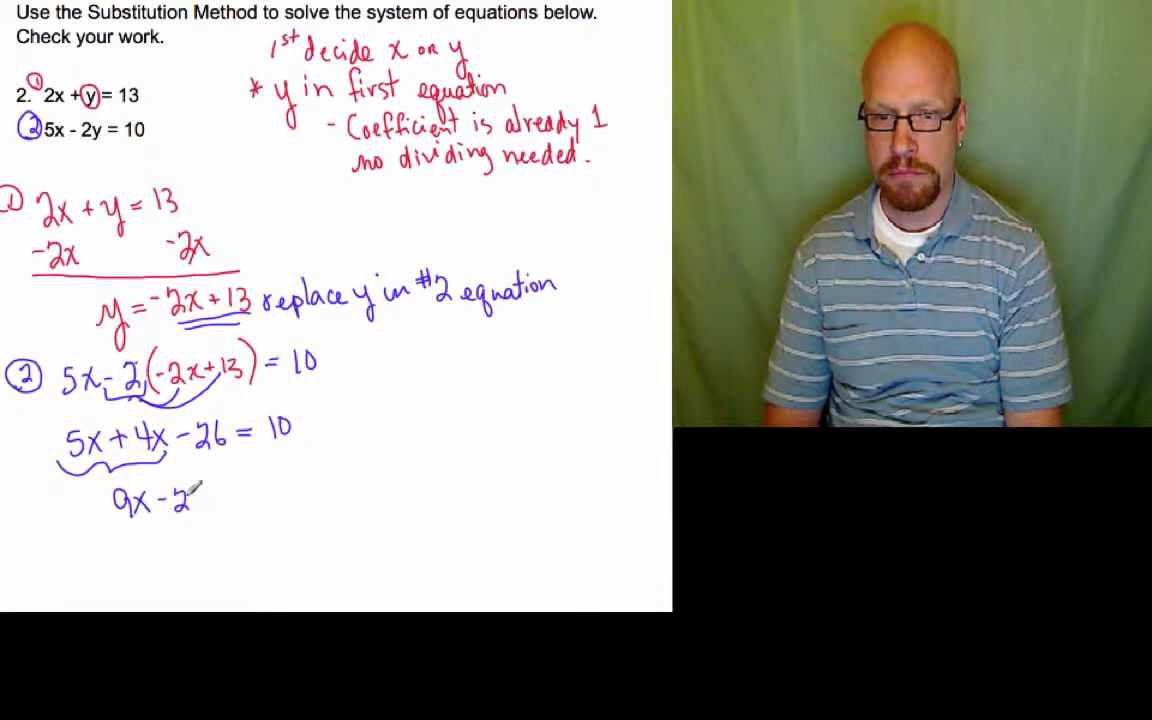 Use the Substitution Method to solve the system of equations below.
Check your work.
1st decide x or y
* y in first equation
- Coefficient is already 1
no dividing needed.
① 
2. 2x + y = 13
② 5x - 2y = 10
① 2x + y = 13
-2x -2x
y = -2x + 13 replace y in #2 equation
② 5x - 2(-2x + 13) = 10
5x + 4x - 26 = 10
9x - 2